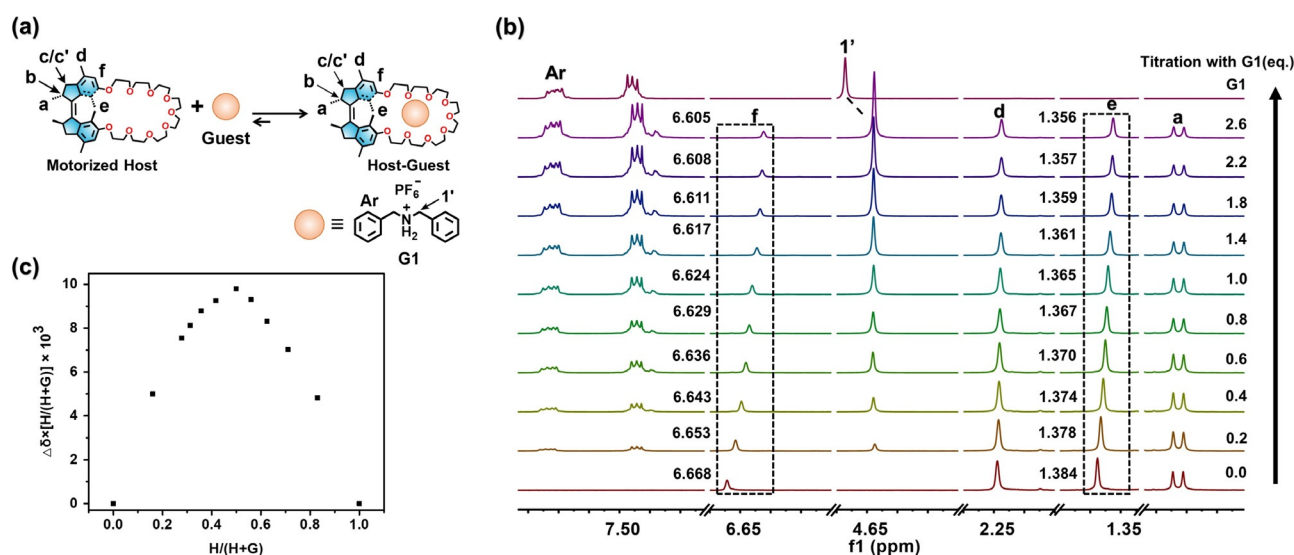 (a)
c/c' d f
b
a e
Motorized Host
+
Guest
c/c' d f
b
a e
Host-Guest
PF6−
Ar 1'
≡ N+
H2
G1
(b)
Ar 1’ Titration with G1(eq.)
G1
6.605 f d 1.356 e a 2.6
6.608 1.357 2.2
6.611 1.359 1.8
6.617 1.361 1.4
6.624 1.365 1.0
6.629 1.367 0.8
6.636 1.370 0.6
6.643 1.374 0.4
6.653 1.378 0.2
6.668 1.384 0.0
7.50 6.65 4.65 2.25 1.35
f1 (ppm)
(c)
△δ×[H/(H+G)] × 10³
10
8
6
4
2
0
0.0 0.2 0.4 0.6 0.8 1.0
H/(H+G)